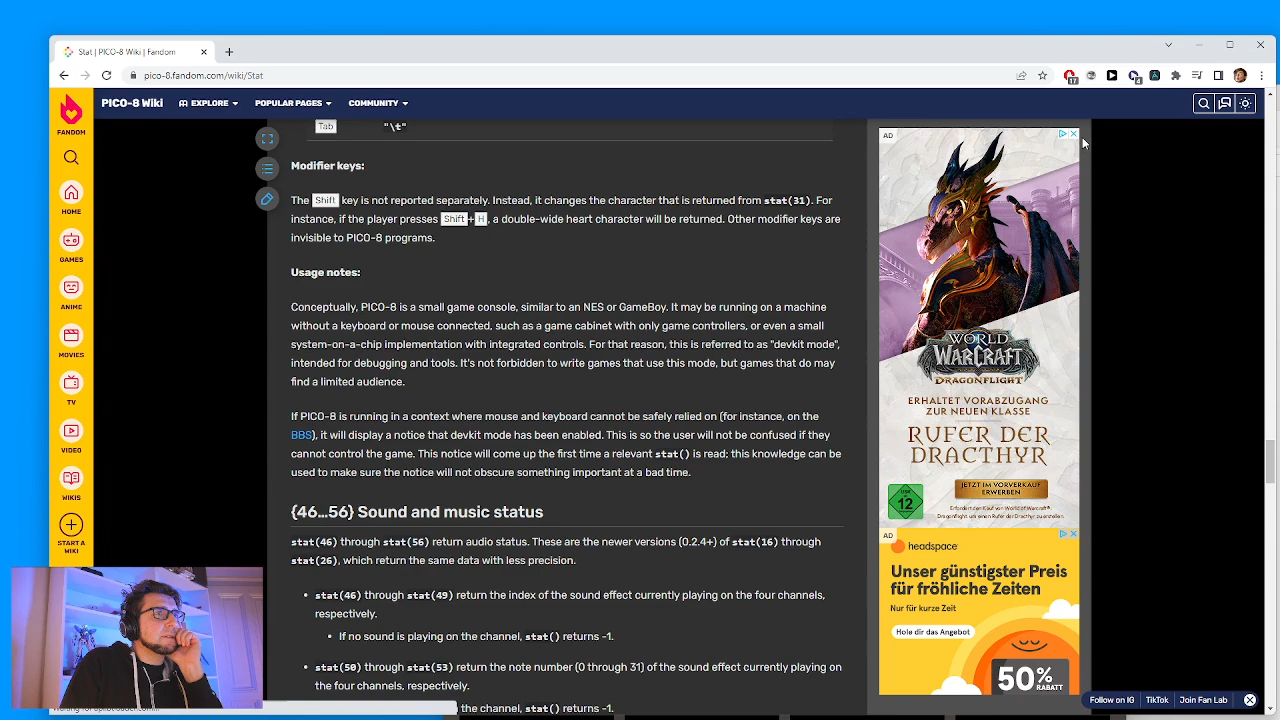 Stat | PICO-8 Wiki | Fandom
pico-8.fandom.com/wiki/Stat
17
4
FANDOM
HOME
GAMES
ANIME
MOVIES
TV
VIDEO
WIKIS
START A
WIKI
PICO-8 Wiki
EXPLORE
POPULAR PAGES
COMMUNITY
Tab "\t"
Modifier keys:
The Shift key is not reported separately. Instead, it changes the character that is returned from stat(31). For
instance, if the player presses Shift + H, a double-wide heart character will be returned. Other modifier keys are
invisible to PICO-8 programs.
Usage notes:
Conceptually, PICO-8 is a small game console, similar to an NES or GameBoy. It may be running on a machine
without a keyboard or mouse connected, such as a game cabinet with only game controllers, or even a small
system-on-a-chip implementation with integrated controls. For that reason, this is referred to as "devkit mode",
intended for debugging and tools. It's not forbidden to write games that use this mode, but games that do may
find a limited audience.
If PICO-8 is running in a context where mouse and keyboard cannot be safely relied on (for instance, on the
BBS), it will display a notice that devkit mode has been enabled. This is so the user will not be confused if they
cannot control the game. This notice will come up the first time a relevant stat() is read; this knowledge can be
used to make sure the notice will not obscure something important at a bad time.
{46…56} Sound and music status
stat(46) through stat(56) return audio status. These are the newer versions (0.2.4+) of stat(16) through
stat(26), which return the same data with less precision.
stat(46) through stat(49) return the index of the sound effect currently playing on the four channels,
respectively.
• If no sound is playing on the channel, stat() returns -1.
• stat(50) through stat(53) return the note number (0 through 31) of the sound effect currently playing on
the four channels, respectively.
the channel, stat() returns -1.
AD
WORLD
WARCRAFT
DRAGONFLIGHT
ERHALTET VORABZUGANG
ZUR NEUEN KLASSE
RUFER DER
DRACTHYR
JETZT IM VORVERKAUF
ERWERBEN
12
Erfordert den Kauf von World of Warcraft®:
Dragonflight um einen Rufer der Dracthyr zu erstellen.
AD
headspace
Unser günstigster Preis
für fröhliche Zeiten
Nur für kurze Zeit
Hole dir das Angebot
50%
RABATT
Follow on IG
TikTok
Join Fan Lab